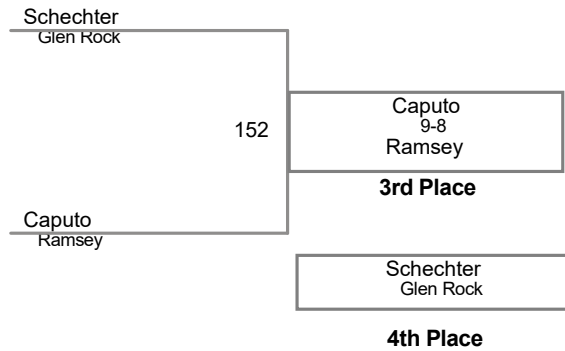 Schechter
Glen Rock
152
Caputo
9-8
Ramsey
3rd Place
Caputo
Ramsey
Schechter
Glen Rock
4th Place